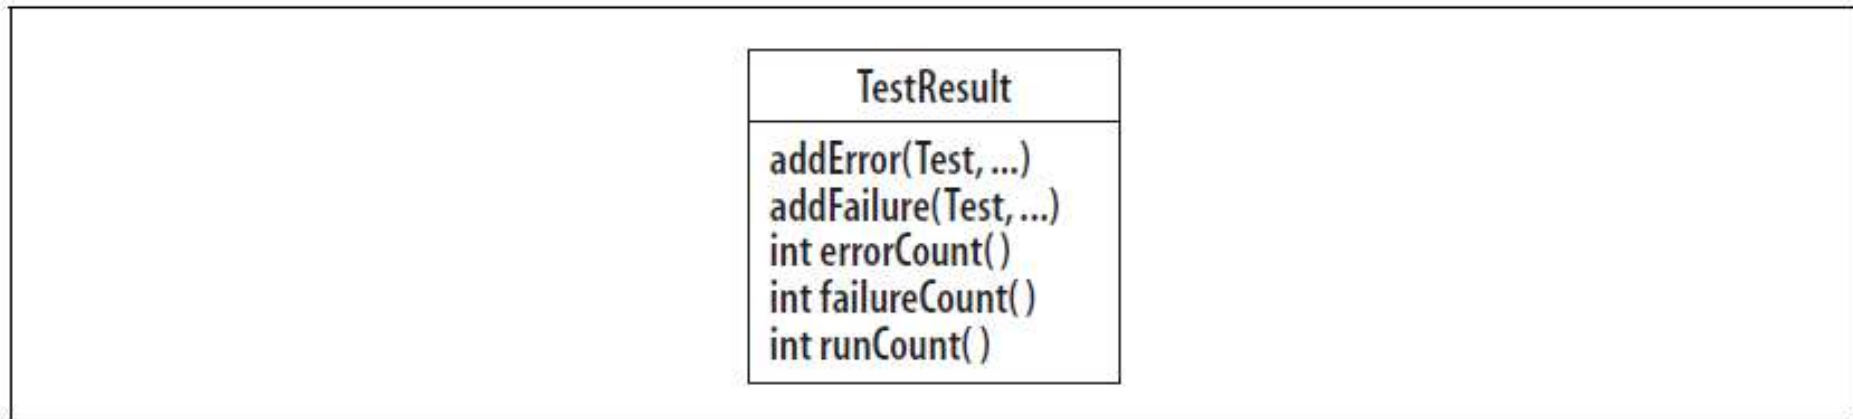 TestResult
addError(Test, ...)
addFailure(Test, ...)
int errorCount( )
int failureCount( )
int runCount( )